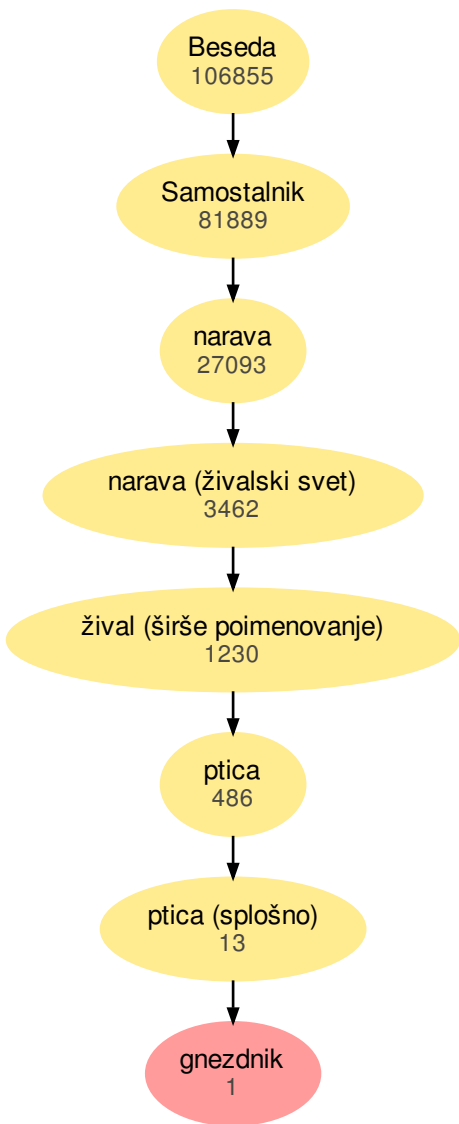 Beseda
106855
Samostalnik
81889
narava
27093
narava (živalski svet)
3462
žival (širše poimenovanje)
1230
ptica
486
ptica (splošno)
13
gnezdnik
1